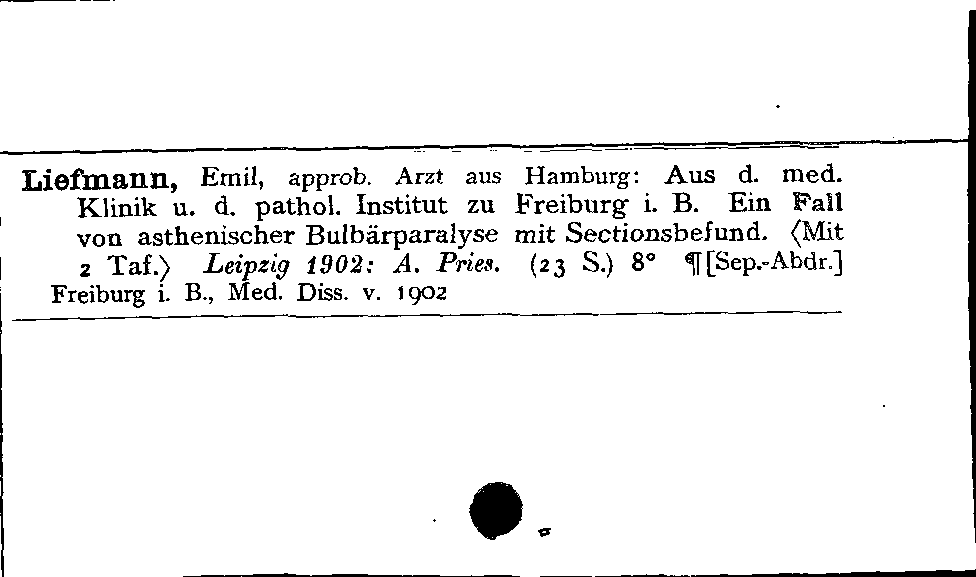 Liefmann, Emil, approb. Arzt aus Hamburg: Aus d. med.
Klinik u. d. pathol. Institut zu Freiburg i. B. Ein Fall
von asthenischer Bulbärparalyse mit Sectionsbefund. ⟨Mit
2 Taf.⟩ Leipzig 1902: A. Pries. (23 S.) 8° ¶[Sep.-Abdr.]
Freiburg i. B., Med. Diss. v. 1902